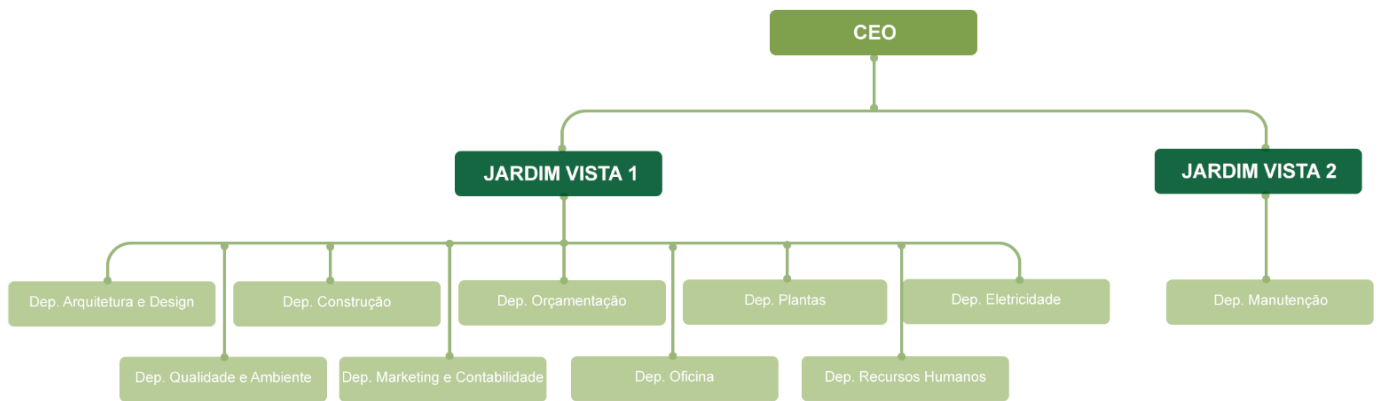 CEO
JARDIM VISTA 1
JARDIM VISTA 2
Dep. Arquitetura e Design
Dep. Construção
Dep. Orçamentação
Dep. Plantas
Dep. Eletricidade
Dep. Manutenção
Dep. Qualidade e Ambiente
Dep. Marketing e Contabilidade
Dep. Oficina
Dep. Recursos Humanos